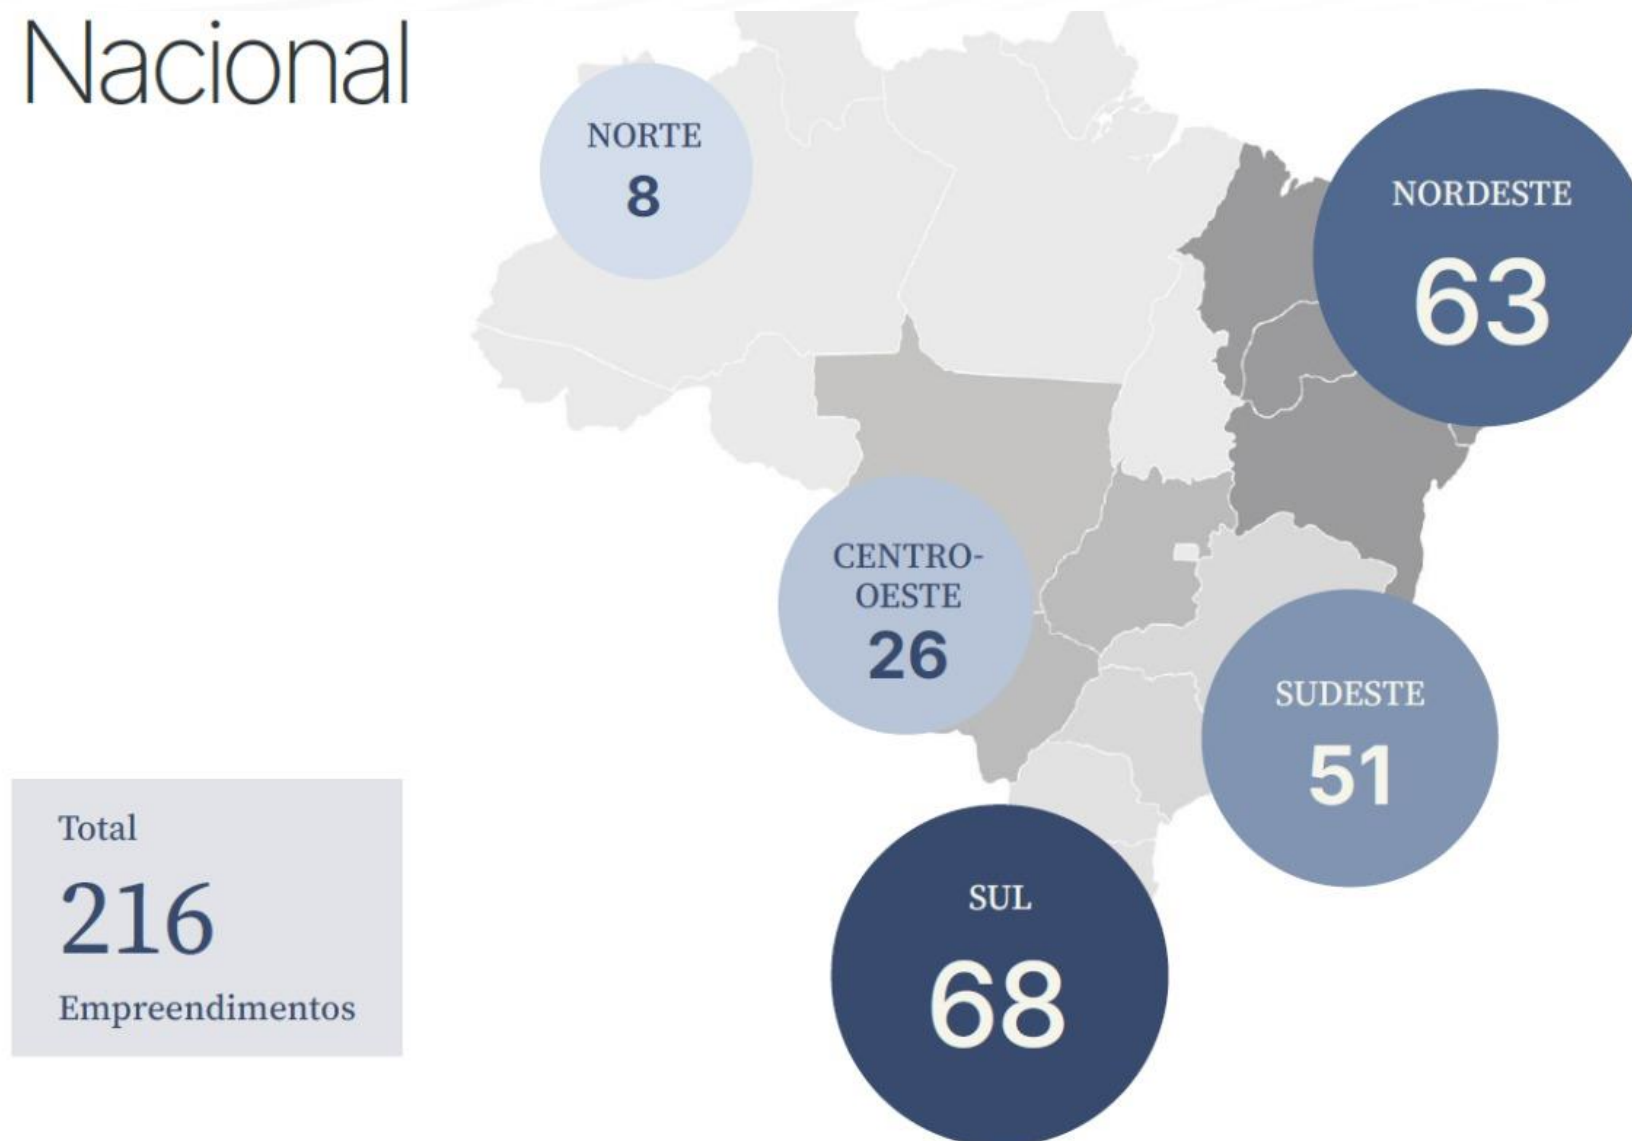 Nacional
NORTE
8
NORDESTE
63
CENTRO-
OESTE
26
SUDESTE
51
SUL
68
Total
216
Empreendimentos